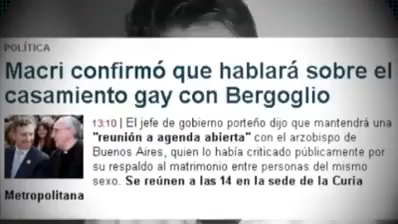 POLÍTICA
Macri confirmó que hablará sobre el
casamiento gay con Bergoglio
13:10 | El jefe de gobierno porteño dijo que mantendrá una
"reunión a agenda abierta" con el arzobispo de
Buenos Aires, quien lo había criticado públicamente por
su respaldo al matrimonio entre personas del mismo
sexo. Se reúnen a las 14 en la sede de la Curia
Metropolitana